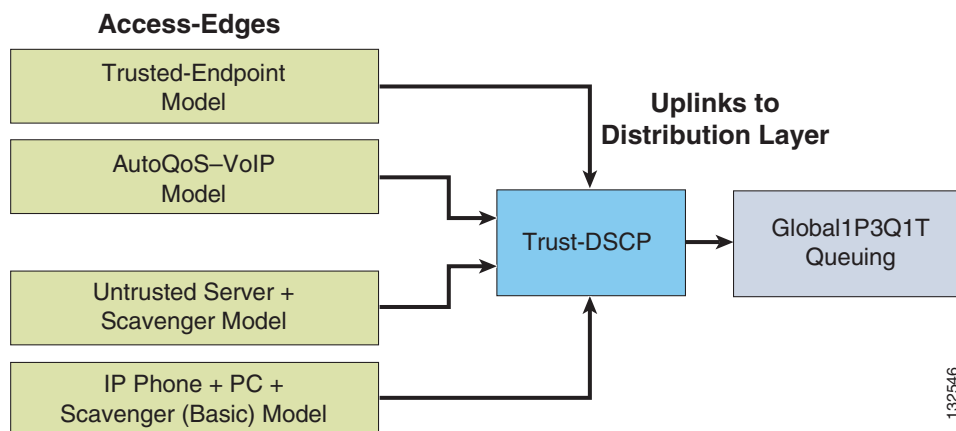 Access-Edges
Trusted-Endpoint
Model
AutoQoS–VoIP
Model
Untrusted Server +
Scavenger Model
IP Phone + PC +
Scavenger (Basic) Model
Uplinks to
Distribution Layer
Trust-DSCP
Global1P3Q1T
Queuing
132546